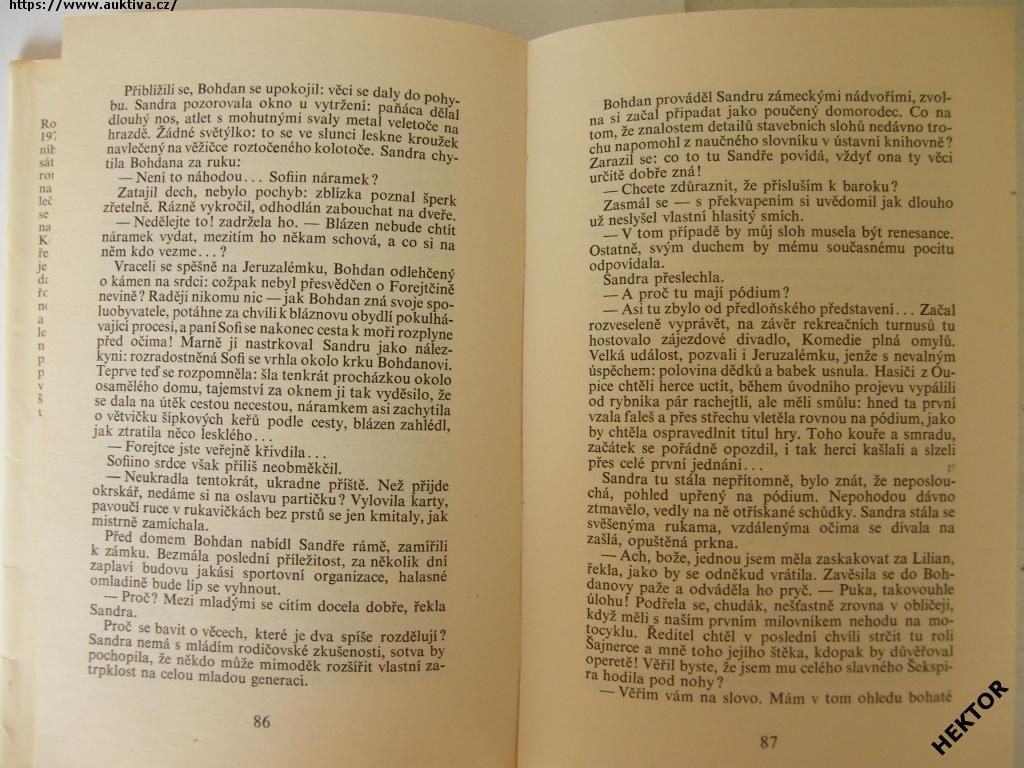 https://www.auktiva.cz/
Ro
197
nih
sát
ror
na
leč
se
na
K
ře
je
da
řc
ne
a
le
n
p
v
š
Přiblížili se, Bohdan se upokojil: věci se daly do pohy-
bu. Sandra pozorovala okno u vytržení: paňáca dělal
dlouhý nos, atlet s mohutnými svaly metal veletoče na
hrazdě. Žádné světýlko: to se ve slunci leskne kroužek
navlečený na věžičce roztočeného kolotoče. Sandra chy-
tila Bohdana za ruku:
— Není to náhodou... Sofiin náramek?
Zatajil dech, nebylo pochyb: zblízka poznal šperk
zřetelně. Rázně vykročil, odhodlán zabouchat na dveře.
— Nedělejte to! zadržela ho. — Blázen nebude chtít
náramek vydat, mezitím ho někam schová, a co si na
něm kdo vezme...?
Vraceli se spěšně na Jeruzalémku, Bohdan odlehčený
o kámen na srdci: cožpak nebyl přesvědčen o Forejtčině
nevině? Raději nikomu nic — jak Bohdan zná svoje spo-
luobyvatele, potáhne za chvíli k bláznovu obydlí pokulhá-
vající procesí, a paní Sofi se nakonec cesta k moři rozplyne
před očima! Marně jí nastrkoval Sandru jako nález-
kyni: rozradostněná Sofi se vrhla okolo krku Bohdanovi.
Teprve teď se rozpomněla: šla tenkrát procházkou okolo
osamělého domu, tajemství za oknem ji tak vyděsilo, že
se dala na útěk cestou necestou, náramkem asi zachytila
o větvičku šípkových keřů podle cesty, blázen zahlédl,
jak ztratila něco lesklého...
— Forejtce jste veřejně křivdila...
Sofiino srdce však příliš neobměkčil.
— Neukradla tentokrát, ukradne příště. Než přijde
okrskář, nedáme si na oslavu partičku? Vylovila karty,
pavoučí ruce v rukavičkách bez prstů se jen kmitaly, jak
mistrně zamíchala.
Před domem Bohdan nabídl Sandře rámě, zamířili
k zámku. Bezmála poslední příležitost, za několik dní
zaplaví budovu jakási sportovní organizace, halasné
omladině bude líp se vyhnout.
— Proč? Mezi mladými se cítím docela dobře, řekla
Sandra.
Proč se bavit o věcech, které je dva spíše rozdělují?
Sandra nemá s mládím rodičovské zkušenosti, sotva by
pochopila, že někdo může mimoděk rozšířit vlastní za-
trpklost na celou mladou generaci.
86
Bohdan prováděl Sandru zámeckými nádvořími, zvol-
na si začal připadat jako poučený domorodec. Co na
tom, že znalostem detailů stavebních slohů nedávno tro-
chu napomohl z naučného slovníku v ústavní knihovně?
Zarazil se: co to tu Sandře povídá, vždyť ona ty věci
určitě dobře zná!
— Chcete zdůraznit, že přísluším k baroku?
Zasmál se — s překvapením si uvědomil jak dlouho
už neslyšel vlastní hlasitý smích.
— V tom případě by můj sloh musela být renesance.
Ostatně, svým duchem by mému současnému pocitu
odpovídala.
Sandra přeslechla.
— A proč tu mají pódium?
— Asi tu zbylo od předloňského představení... Začal
rozveseleně vyprávět, na závěr rekreačních turnusů tu
hostovalo zájezdové divadlo, Komedie plná omylů.
Velká událost, pozvali i Jeruzalémku, jenže s nevalným
úspěchem: polovina dědků a babek usnula. Hasiči z Ou-
pice chtěli herce uctít, během úvodního projevu vypálili
od rybníka pár rachejtlí, ale měli smůlu: hned ta první
vzala faleš a přes střechu vletěla rovnou na pódium, jako
by chtěla ospravedlnit titul hry. Toho kouře a smradu,
začátek se pořádně opozdil, i tak herci kašlali a slzeli
přes celé první jednání...
Sandra tu stála nepřítomně, bylo znát, že neposlou-
chá, pohled upřený na pódium. Nepohodou dávno
ztmavělo, vedly na ně otřískané schůdky. Sandra stála se
svěšenýma rukama, vzdálenýma očima se dívala na
zašlá, opuštěná prkna.
— Ach, bože, jednou jsem měla zaskakovat za Lilian,
řekla, jako by se odněkud vrátila. Zavěsila se do Boh-
danovy paže a odváděla ho pryč. — Puka, takovouhle
úlohu! Podřela se, chudák, nešťastně zrovna v obličeji,
když měli s naším prvním milovníkem nehodu na mo-
tocyklu. Ředitel chtěl v poslední chvíli strčit tu roli
Šajnerce a mně toho jejího štěka, kdopak by důvěřoval
operetě! Věřil byste, že jsem mu celého slavného Šekspí-
ra hodila pod nohy?
— Věřím vám na slovo. Mám v tom ohledu bohaté
87
HEKTOR